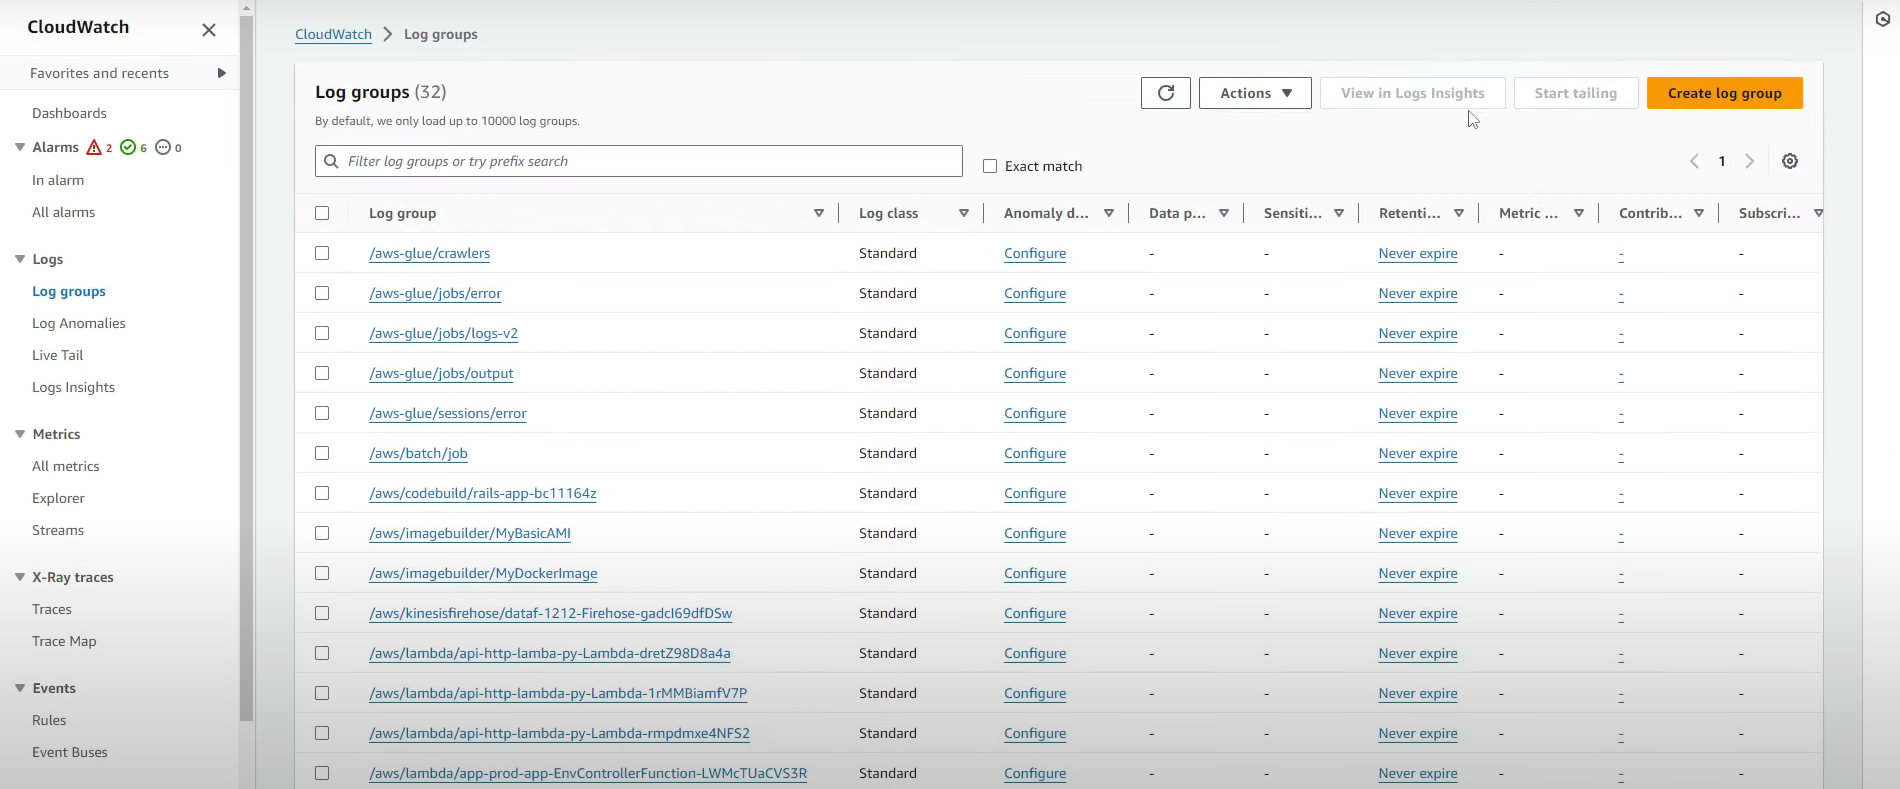 CloudWatch
Favorites and recents
Dashboards
Alarms 2 6 0
In alarm
All alarms
Logs
Log groups
Log Anomalies
Live Tail
Logs Insights
Metrics
All metrics
Explorer
Streams
X-Ray traces
Traces
Trace Map
Events
Rules
Event Buses
CloudWatch > Log groups
Log groups (32)
By default, we only load up to 10000 log groups.
Actions View in Logs Insights Start tailing Create log group
Filter log groups or try prefix search Exact match 1
Log group Log class Anomaly d... Data p... Sensiti... Retenti... Metric ... Contrib... Subscri...
/aws-glue/crawlers Standard Configure - - Never expire - - -
/aws-glue/jobs/error Standard Configure - - Never expire - - -
/aws-glue/jobs/logs-v2 Standard Configure - - Never expire - - -
/aws-glue/jobs/output Standard Configure - - Never expire - - -
/aws-glue/sessions/error Standard Configure - - Never expire - - -
/aws/batch/job Standard Configure - - Never expire - - -
/aws/codebuild/rails-app-bc11164z Standard Configure - - Never expire - - -
/aws/imagebuilder/MyBasicAMI Standard Configure - - Never expire - - -
/aws/imagebuilder/MyDockerImage Standard Configure - - Never expire - - -
/aws/kinesisfirehose/dataf-1212-Firehose-gadcI69dfDSw Standard Configure - - Never expire - - -
/aws/lambda/api-http-lamba-py-Lambda-dretZ98D8a4a Standard Configure - - Never expire - - -
/aws/lambda/api-http-lambda-py-Lambda-1rMMBiamfV7P Standard Configure - - Never expire - - -
/aws/lambda/api-http-lambda-py-Lambda-rmpdmxe4NFS2 Standard Configure - - Never expire - - -
/aws/lambda/app-prod-app-EnvControllerFunction-LWMcTUaCVS3R Standard Configure - - Never expire - - -